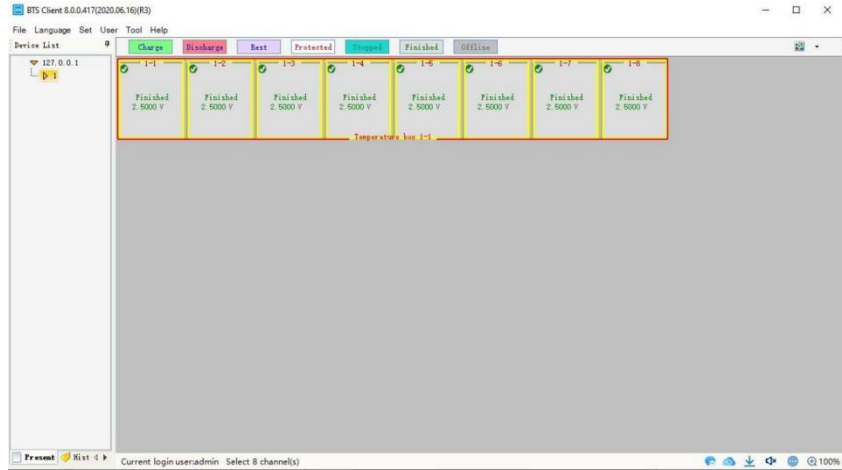 BTS Client 8.0.0.417(2020.06.16)(R3)
File Language Set User Tool Help
Device List
Charge Discharge Rest Protected Stopped Finished Offline
127.0.0.1
1
1-1 1-2 1-3 1-4 1-5 1-6 1-7 1-8
Finished Finished Finished Finished Finished Finished Finished Finished
2.5000 V 2.5000 V 2.5000 V 2.5000 V 2.5000 V 2.5000 V 2.5000 V 2.5000 V
Temperature box 1-1
Present Hist
Current login user:admin Select 8 channel(s)
100%